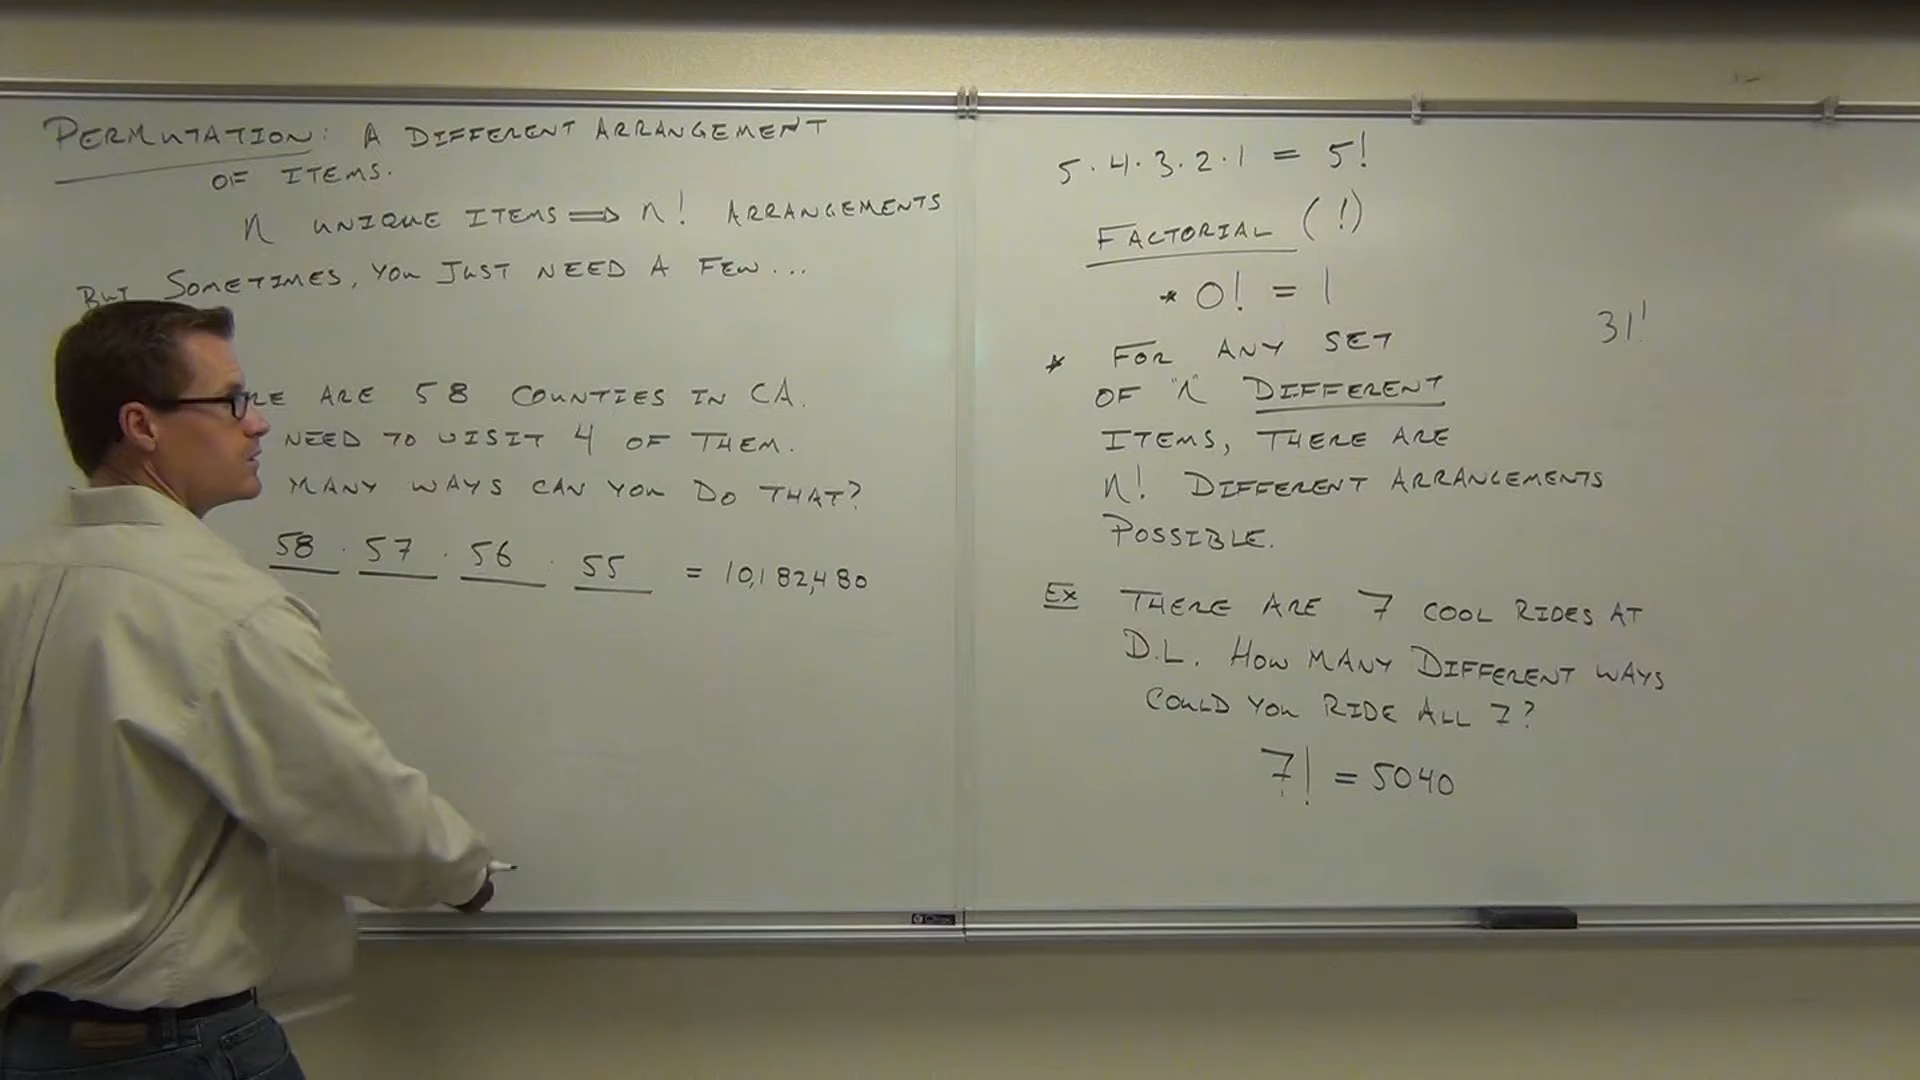 PERMUTATION: A DIFFERENT ARRANGEMENT
OF ITEMS.
n UNIQUE ITEMS ⟹ n! ARRANGEMENTS
BUT SOMETIMES, YOU JUST NEED A FEW...
RE ARE 58 COUNTIES IN CA.
NEED TO VISIT 4 OF THEM.
MANY WAYS CAN YOU DO THAT?
58 · 57 · 56 · 55 = 10,182,480
5·4·3·2·1 = 5!
FACTORIAL (!)
* 0! = 1
31!
* FOR ANY SET
OF "n" DIFFERENT
ITEMS, THERE ARE
n! DIFFERENT ARRANGEMENTS
POSSIBLE.
EX THERE ARE 7 COOL RIDES AT
D.L. HOW MANY DIFFERENT WAYS
COULD YOU RIDE ALL 7?
7! = 5040